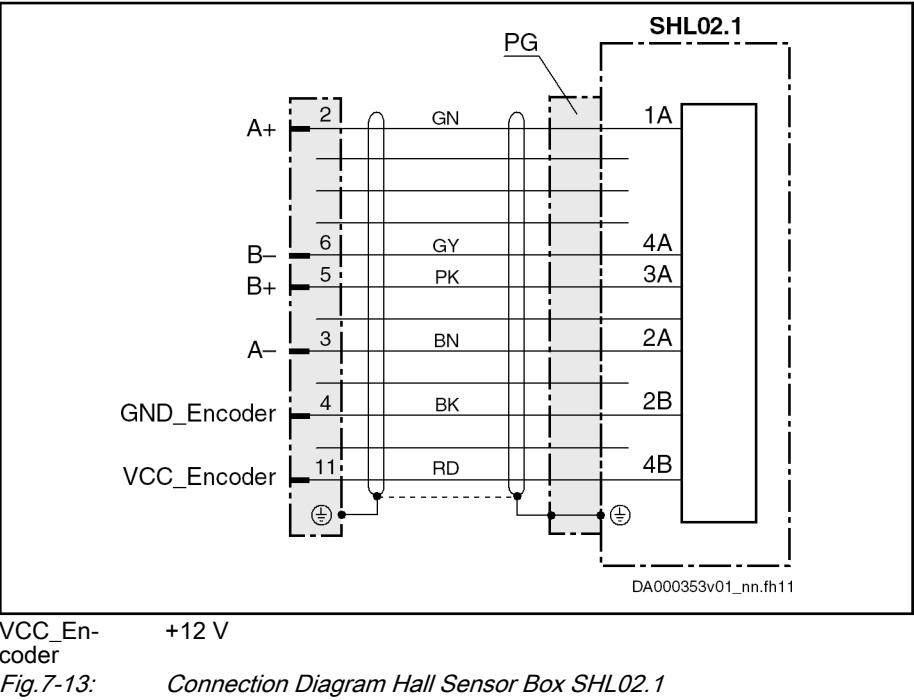 SHL02.1
PG
A+ 2 GN 1A
B– 6 GY 4A
B+ 5 PK 3A
A– 3 BN 2A
GND_Encoder 4 BK 2B
VCC_Encoder 11 RD 4B
DA000353v01_nn.fh11
VCC_En- +12 V
coder
Fig.7-13: Connection Diagram Hall Sensor Box SHL02.1